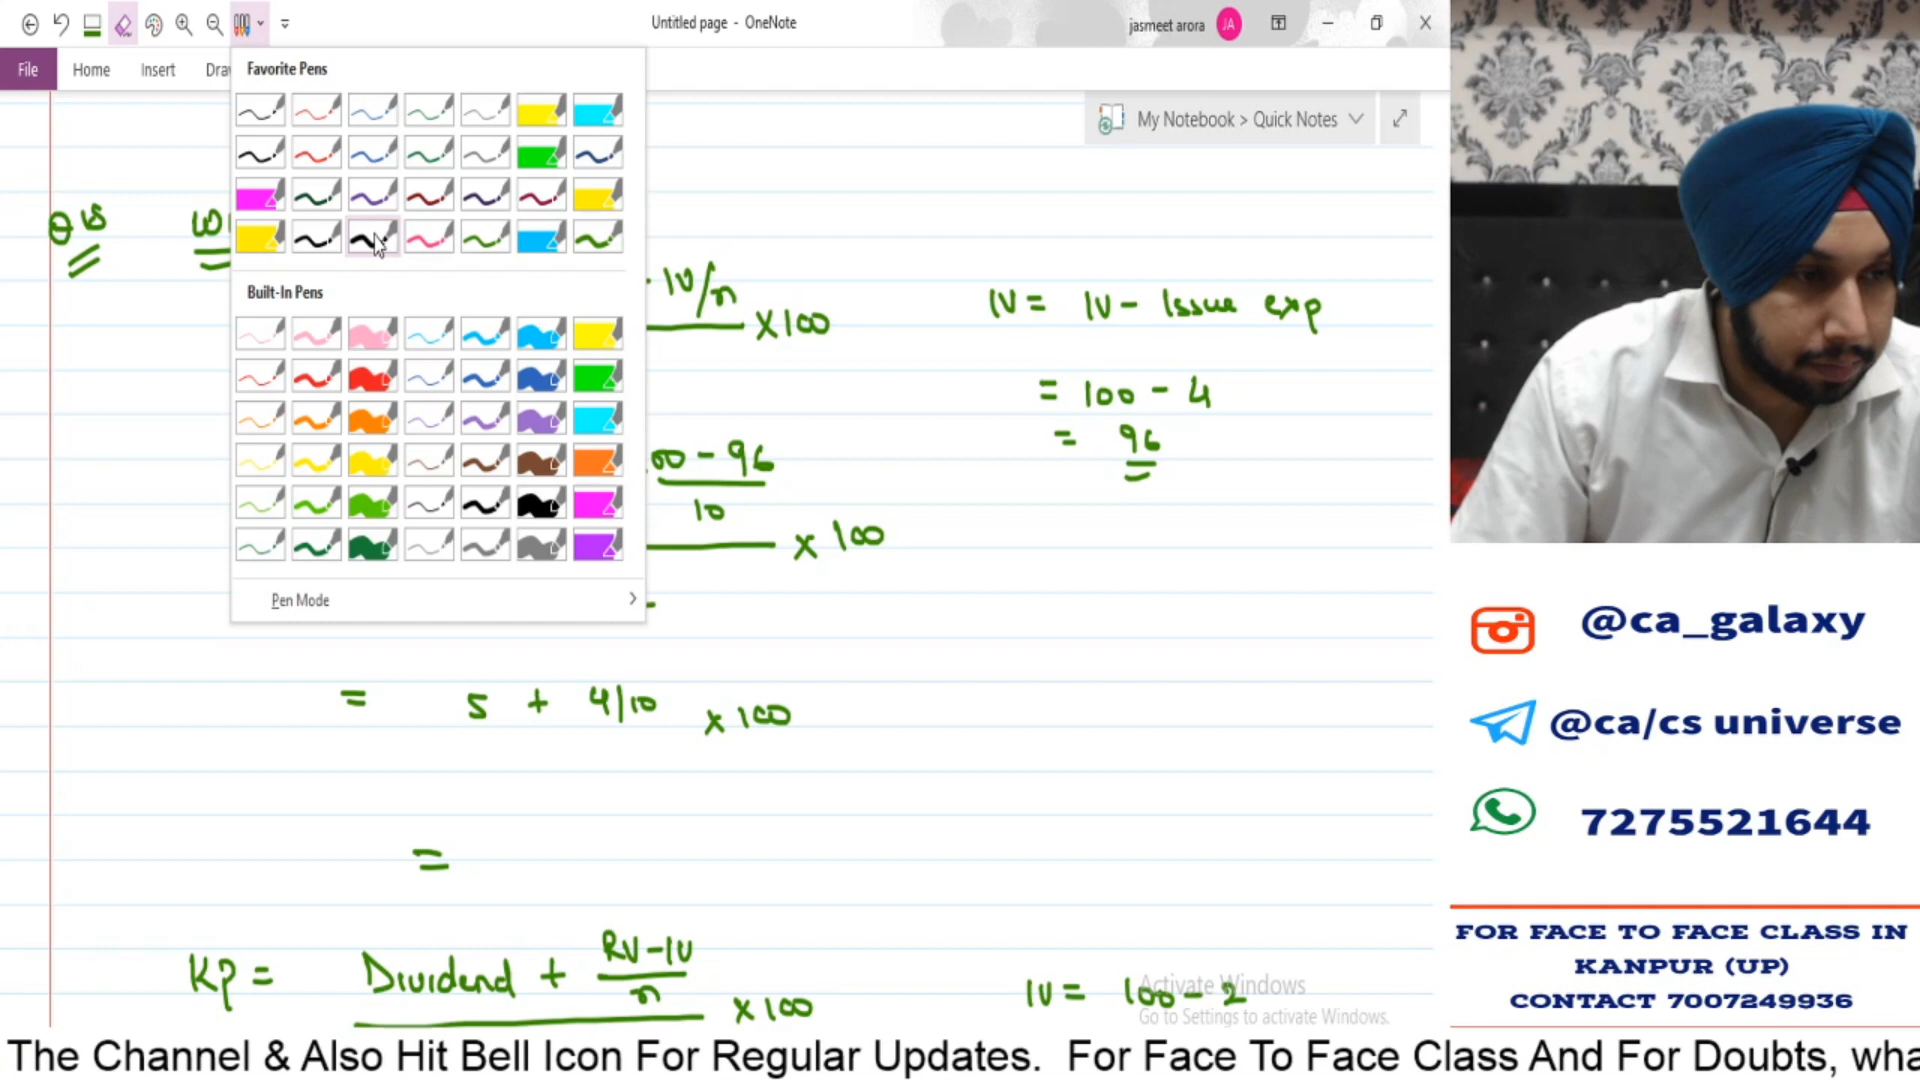 Untitled page - OneNote
jasmeet arora
JA
File
Home
Insert
Favorite Pens
My Notebook > Quick Notes
Built-In Pens
IV/n
× 100
IV = IV - Issue exp
= 100 - 4
= 96
00 - 96
10
× 100
Pen Mode
= 5 + 4/10 × 100
=
KP = Dividend + RV - IV
n
× 100
IV = 100 - 2
Activate Windows
Go to Settings to activate Windows.
@ca_galaxy
@ca/cs universe
7275521644
FOR FACE TO FACE CLASS IN
KANPUR (UP)
CONTACT 7007249936
The Channel & Also Hit Bell Icon For Regular Updates. For Face To Face Class And For Doubts,